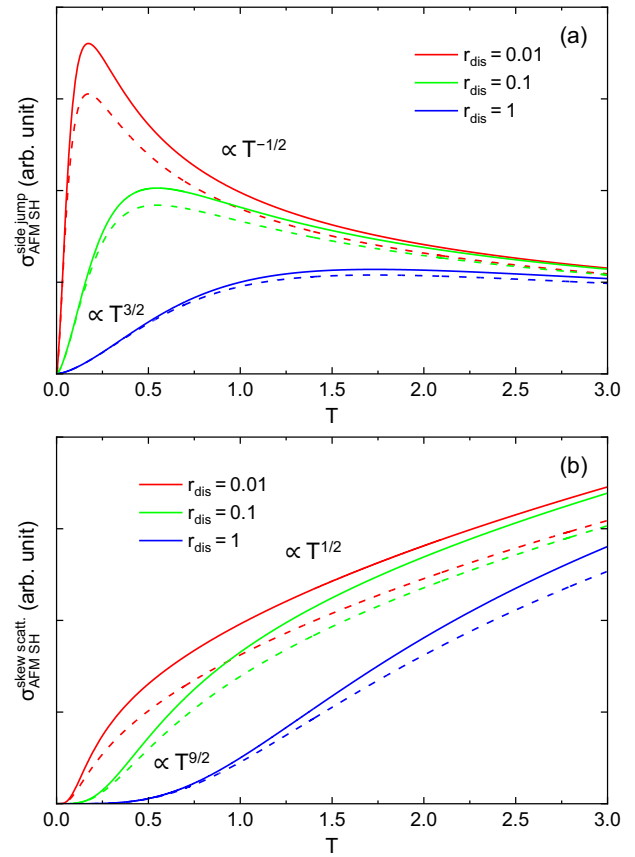 (a)
r_dis = 0.01
r_dis = 0.1
r_dis = 1
∝ T^{-1/2}
∝ T^{3/2}
σ^{side jump}_{AFM SH} (arb. unit)
0.0 0.5 1.0 1.5 2.0 2.5 3.0
T
(b)
r_dis = 0.01
r_dis = 0.1
r_dis = 1
∝ T^{1/2}
∝ T^{9/2}
σ^{skew scatt.}_{AFM SH} (arb. unit)
0.0 0.5 1.0 1.5 2.0 2.5 3.0
T